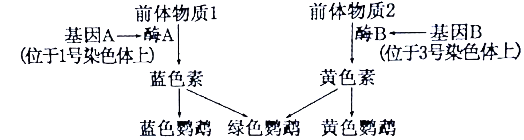 前体物质1 前体物质2
基因A 酶A 酶B 基因B
(位于1号染色体上) (位于3号染色体上)
蓝色素 黄色素
蓝色鹦鹉 绿色鹦鹉 黄色鹦鹉